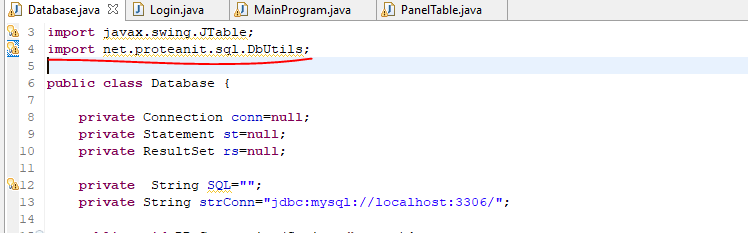 Database.java Login.java MainProgram.java PanelTable.java
3 import javax.swing.JTable;
4 import net.proteanit.sql.DbUtils;
5
6 public class Database {
7
8 private Connection conn=null;
9 private Statement st=null;
10 private ResultSet rs=null;
11
12 private String SQL="";
13 private String strConn="jdbc:mysql://localhost:3306/";
14